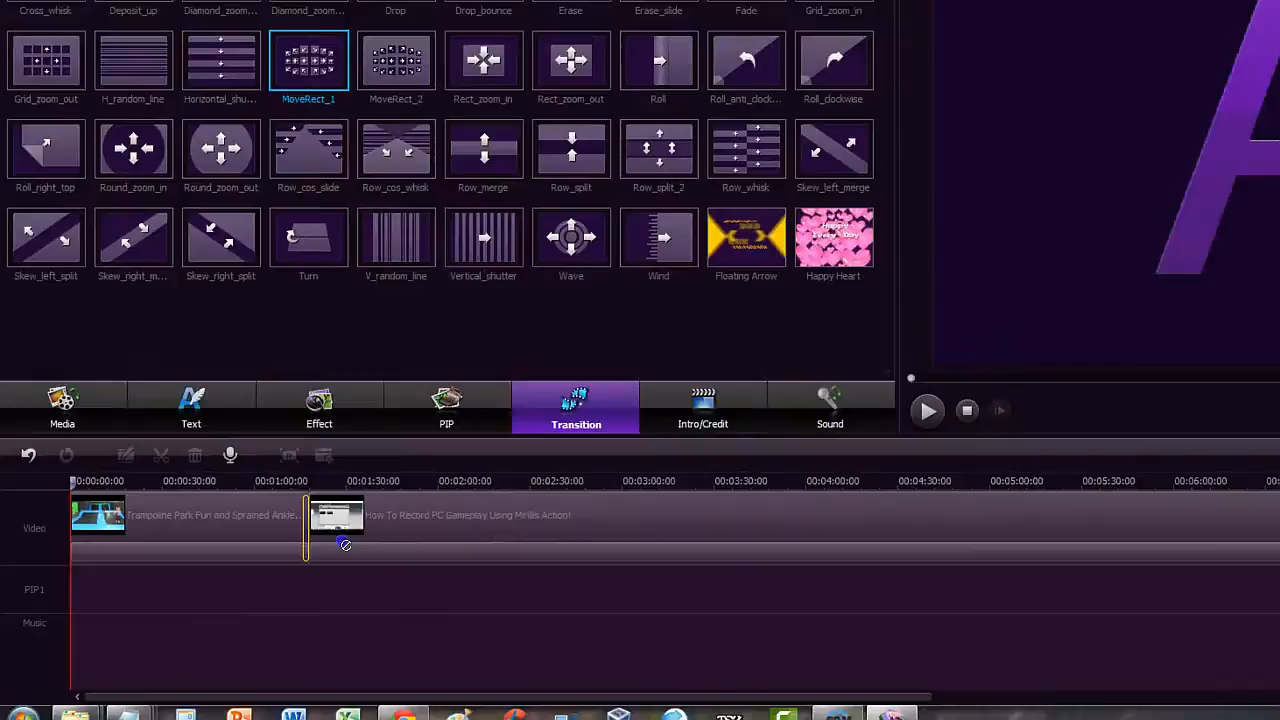 Cross_whisk Deposit_up Diamond_zoom... Diamond_zoom... Drop Drop_bounce Erase Erase_slide Fade Grid_zoom_in
Grid_zoom_out H_random_line Horizontal_shu... MoveRect_1 MoveRect_2 Rect_zoom_in Rect_zoom_out Roll Roll_anti_clock... Roll_clockwise
Roll_right_top Round_zoom_in Round_zoom_out Row_cos_slide Row_cos_whisk Row_merge Row_split Row_split_2 Row_whisk Skew_left_merge
Happy
Every Day
Skew_left_split Skew_right_m... Skew_right_split Turn V_random_line Vertical_shutter Wave Wind Floating Arrow Happy Heart
A
Media Text Effect PIP Transition Intro/Credit Sound
0:00:00:00 00:00:30:00 00:01:00:00 00:01:30:00 00:02:00:00 00:02:30:00 00:03:00:00 00:03:30:00 00:04:00:00 00:04:30:00 00:05:00:00 00:05:30:00 00:06:00:00 00:
Video Trampoline Park Fun and Sprained Ankle... How To Record PC Gameplay Using Mirillis Action!
PIP1
Music